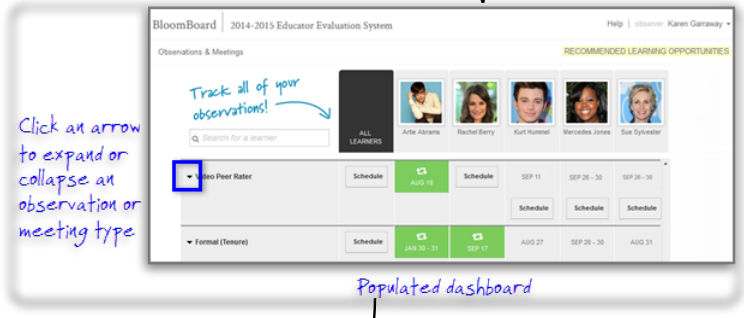 BloomBoard 2014-2015 Educator Evaluation System
Help observer: Karen Garraway
Observations & Meetings
RECOMMENDED LEARNING OPPORTUNITIES
Track all of your
observations!
Search for a learner
ALL
LEARNERS
Artie Abrams
Rachel Berry
Kurt Hummel
Mercedes Jones
Sue Sylvester
Click an arrow
to expand or
collapse an
observation or
meeting type
Video Peer Rater
Schedule
AUG 19
Schedule
SEP 11
SEP 26 - 30
SEP 26 - 30
Schedule
Schedule
Schedule
Formal (Tenure)
Schedule
JAN 30 - 31
SEP 17
AUG 27
SEP 28 - 30
AUG 31
Populated dashboard